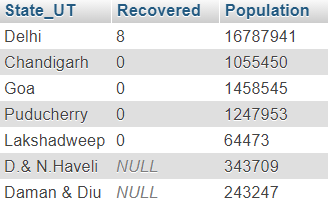 State_UT Recovered Population
Delhi 8 16787941
Chandigarh 0 1055450
Goa 0 1458545
Puducherry 0 1247953
Lakshadweep 0 64473
D.& N.Haveli NULL 343709
Daman & Diu NULL 243247